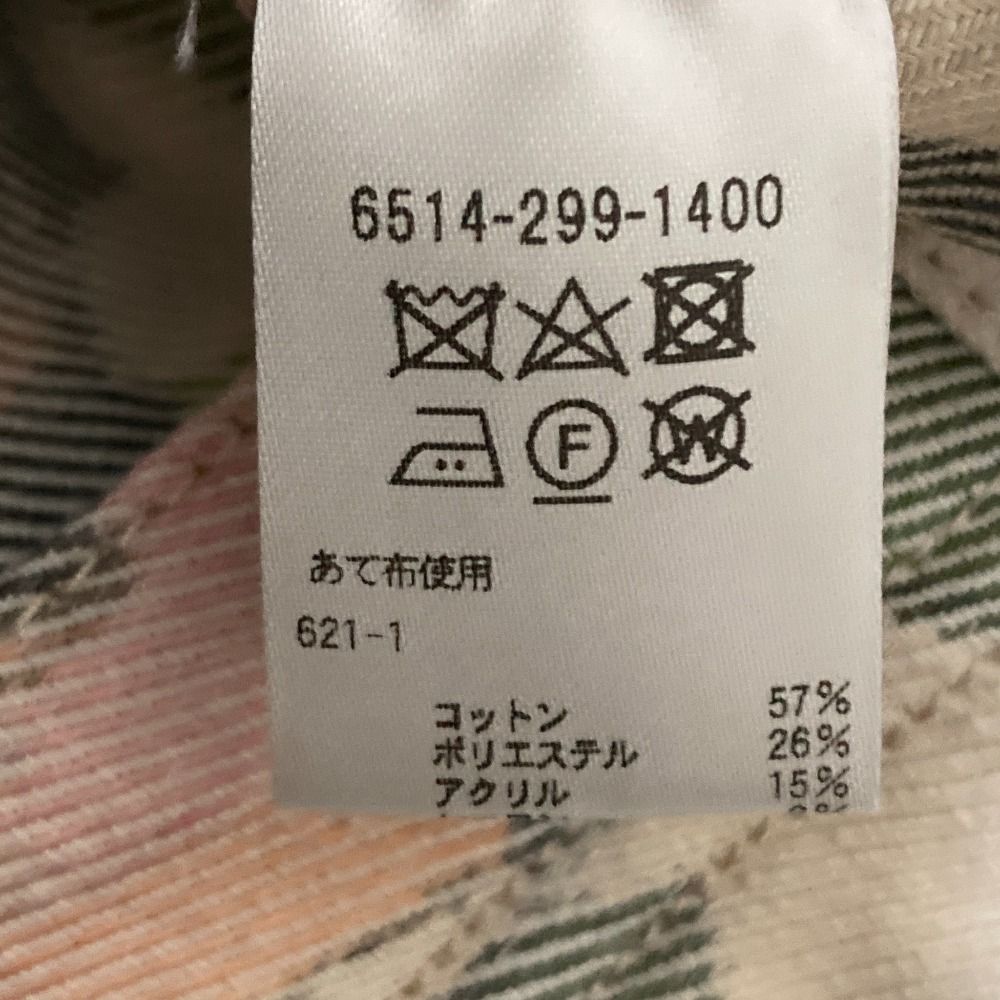 6514-299-1400
F W
あて布使用
621-1
コットン 57%
ポリエステル 26%
アクリル 15%